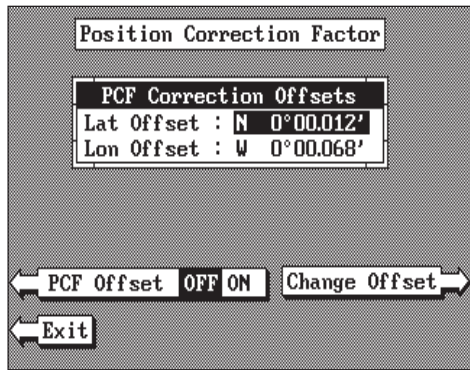 Position Correction Factor
PCF Correction Offsets
Lat Offset : N 0°00.012'
Lon Offset : W 0°00.068'
PCF Offset OFF ON
Change Offset
Exit